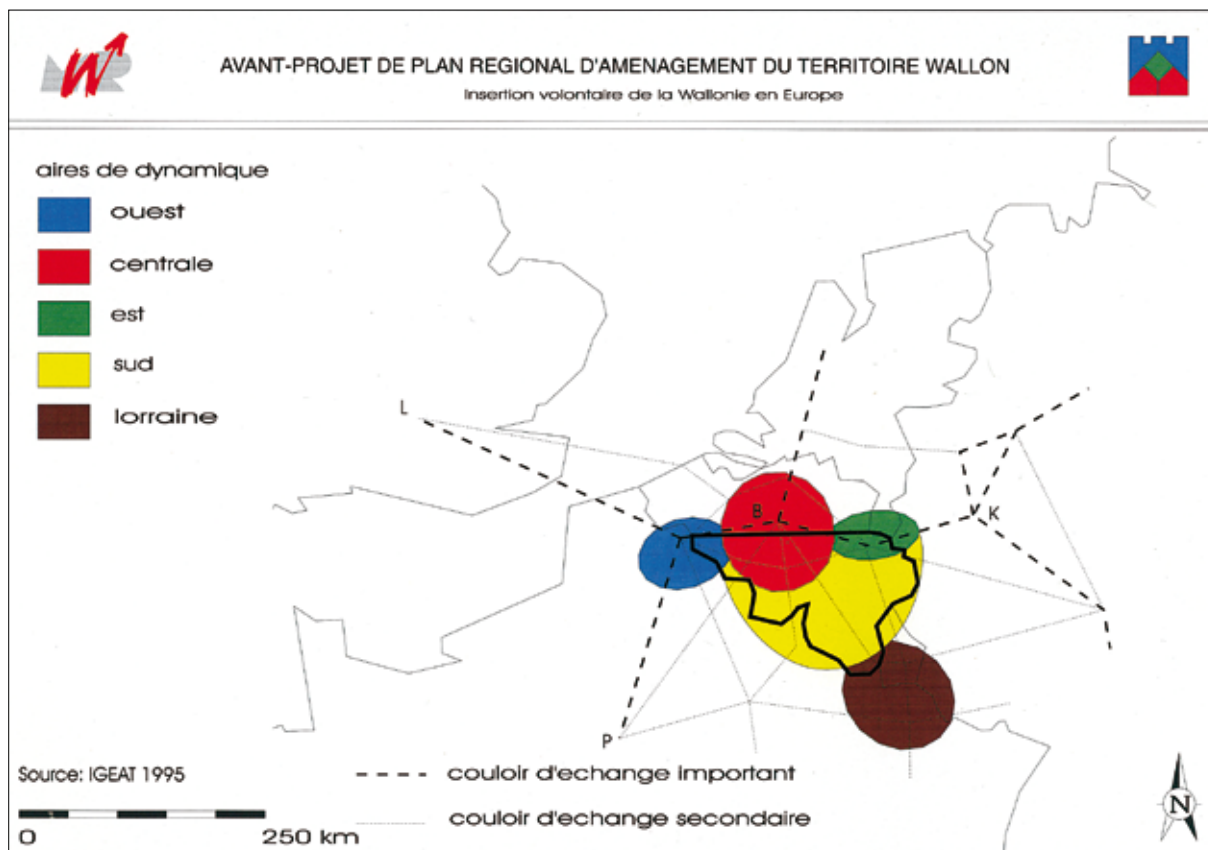 AVANT-PROJET DE PLAN REGIONAL D'AMENAGEMENT DU TERRITOIRE WALLON
Insertion volontaire de la Wallonie en Europe
aires de dynamique
ouest
centrale
est
sud
lorraine
L
B
K
P
Source: IGEAT 1995
couloir d'echange important
couloir d'echange secondaire
0 250 km
N